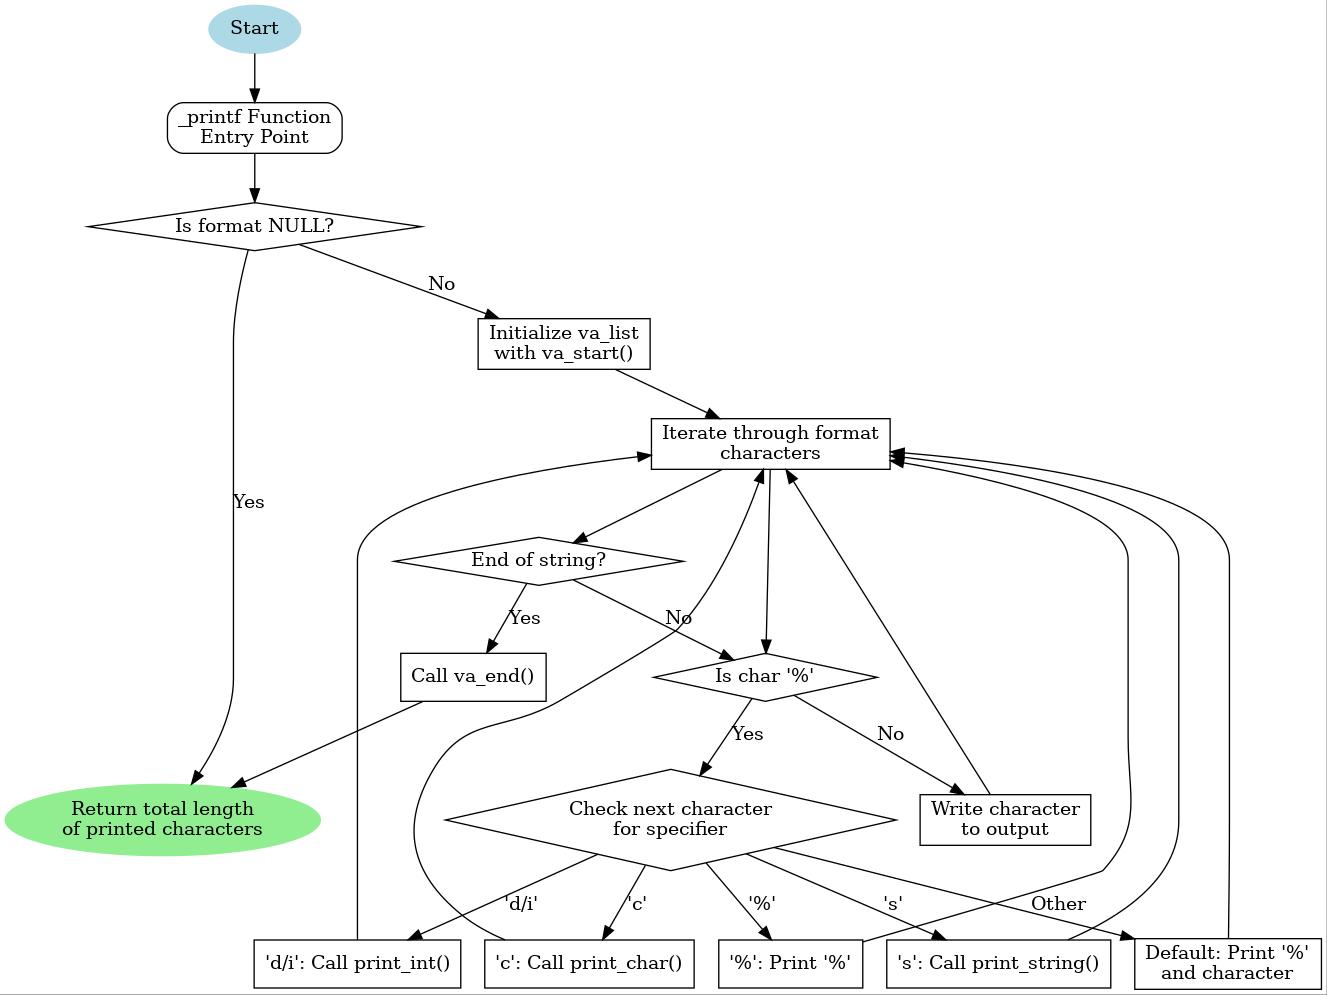 Start
_printf Function
Entry Point
Is format NULL?
No
Initialize va_list
with va_start()
Iterate through format
characters
Yes
End of string?
Yes
No
Call va_end()
Is char '%'
Yes
No
Return total length
of printed characters
Check next character
for specifier
Write character
to output
'd/i'
'c'
'%'
's'
Other
'd/i': Call print_int()
'c': Call print_char()
'%': Print '%'
's': Call print_string()
Default: Print '%'
and character